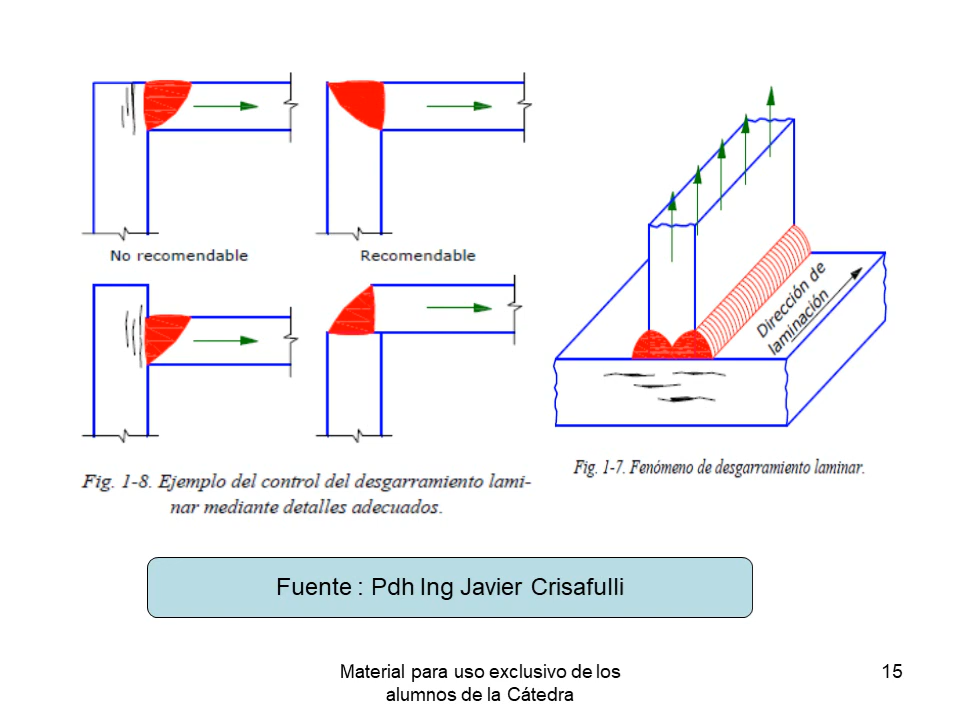 No recomendable
Recomendable
Fig. 1-8. Ejemplo del control del desgarramiento lami-
nar mediante detalles adecuados.
Dirección de
laminación
Fig. 1-7. Fenómeno de desgarramiento laminar.
Fuente : Pdh Ing Javier Crisafulli
Material para uso exclusivo de los
alumnos de la Cátedra
15